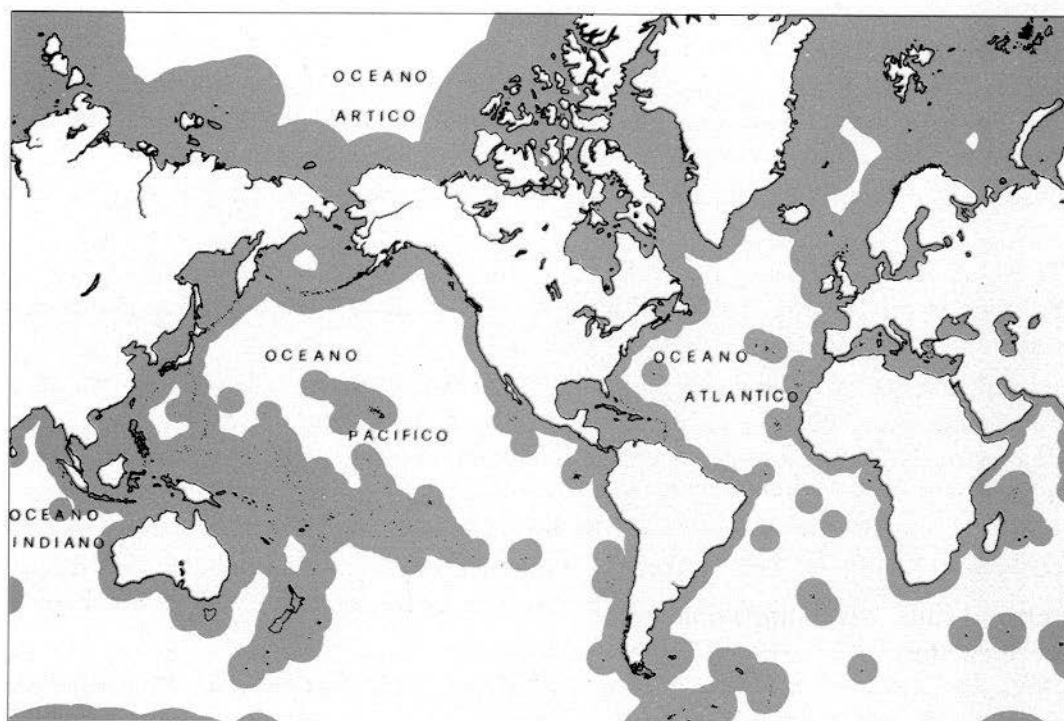 OCEANO
ARTICO
OCEANO
PACIFICO
OCEANO
ATLANTICO
OCEANO
INDIANO